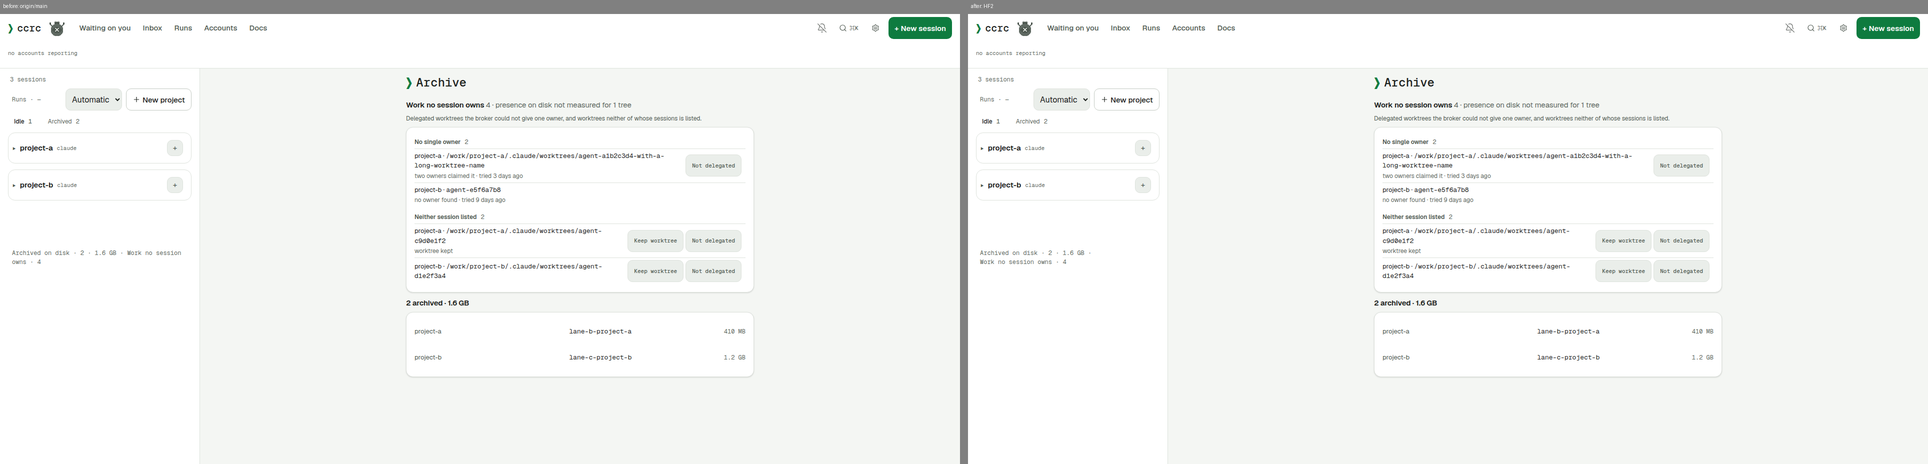 before origin/main
ccrc Waiting on you Inbox Runs Accounts Docs ⌘K + New session
no accounts reporting
3 sessions
Runs · → Automatic + New project
Idle 1 Archived 2
project-a claude +
project-b claude +
Archived on disk · 2 · 1.6 GB · Work no session
owns · 4
❯ Archive
Work no session owns 4 · presence on disk not measured for 1 tree
Delegated worktrees the broker could not give one owner, and worktrees neither of whose sessions is listed.
No single owner 2
project-a · /work/project-a/.claude/worktrees/agent-a1b2c3d4-with-a-
long-worktree-name
two owners claimed it · tried 3 days ago
Not delegated
project-b · agent-e5f6a7b8
no owner found · tried 9 days ago
Neither session listed 2
project-a · /work/project-a/.claude/worktrees/agent-
c9d0e1f2
worktree kept
Keep worktree Not delegated
project-b · /work/project-b/.claude/worktrees/agent-
d1e2f3a4
Keep worktree Not delegated
2 archived · 1.6 GB
project-a lane-b-project-a 410 MB
project-b lane-c-project-b 1.2 GB
after HF2
ccrc Waiting on you Inbox Runs Accounts Docs ⌘K + New session
no accounts reporting
3 sessions
Runs · → Automatic + New project
Idle 1 Archived 2
project-a claude +
project-b claude +
Archived on disk · 2 · 1.6 GB ·
Work no session owns · 4
❯ Archive
Work no session owns 4 · presence on disk not measured for 1 tree
Delegated worktrees the broker could not give one owner, and worktrees neither of whose sessions is listed.
No single owner 2
project-a · /work/project-a/.claude/worktrees/agent-a1b2c3d4-with-a-
long-worktree-name
two owners claimed it · tried 3 days ago
Not delegated
project-b · agent-e5f6a7b8
no owner found · tried 9 days ago
Neither session listed 2
project-a · /work/project-a/.claude/worktrees/agent-
c9d0e1f2
worktree kept
Keep worktree Not delegated
project-b · /work/project-b/.claude/worktrees/agent-
d1e2f3a4
Keep worktree Not delegated
2 archived · 1.6 GB
project-a lane-b-project-a 410 MB
project-b lane-c-project-b 1.2 GB